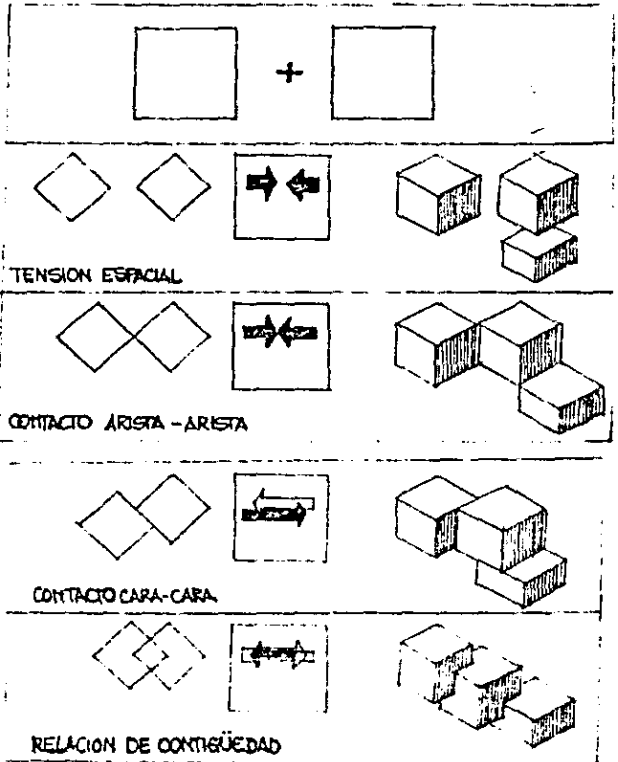 +
TENSION ESPACIAL
CONTACTO ARISTA - ARISTA
CONTACTO CARA-CARA
RELACION DE CONTIGÜEDAD